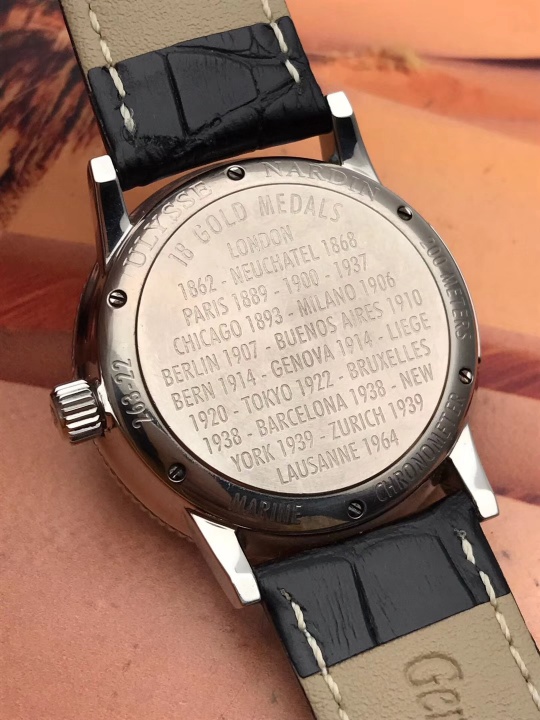 ULYSSE NARDIN
18 GOLD MEDALS
LONDON
1862 - NEUCHATEL 1868
PARIS 1889 - 1900 - 1937
CHICAGO 1893 - MILANO 1906
BERLIN 1907 - BUENOS AIRES 1910
BERN 1914 - GENOVA 1914 - LIEGE
1920 - TOKYO 1922 - BRUXELLES
1938 - BARCELONA 1938 - NEW
YORK 1939 - ZURICH 1939
LAUSANNE 1964
200 METERS
MARINE CHRONOMETER
263-22